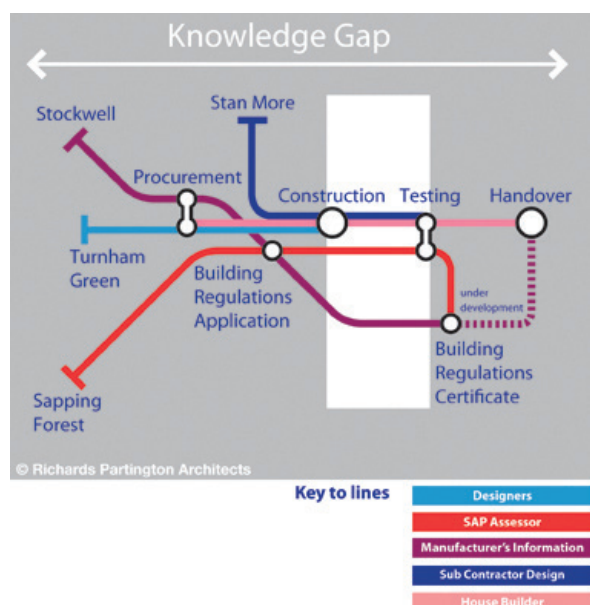 Knowledge Gap
Stan More
Stockwell
Procurement
Construction
Testing
Handover
Turnham
Green
Building
Regulations
Application
under
development
Building
Regulations
Certificate
Sapping
Forest
© Richards Partington Architects
Key to lines
Designers
SAP Assessor
Manufacturer's Information
Sub Contractor Design
House Builder